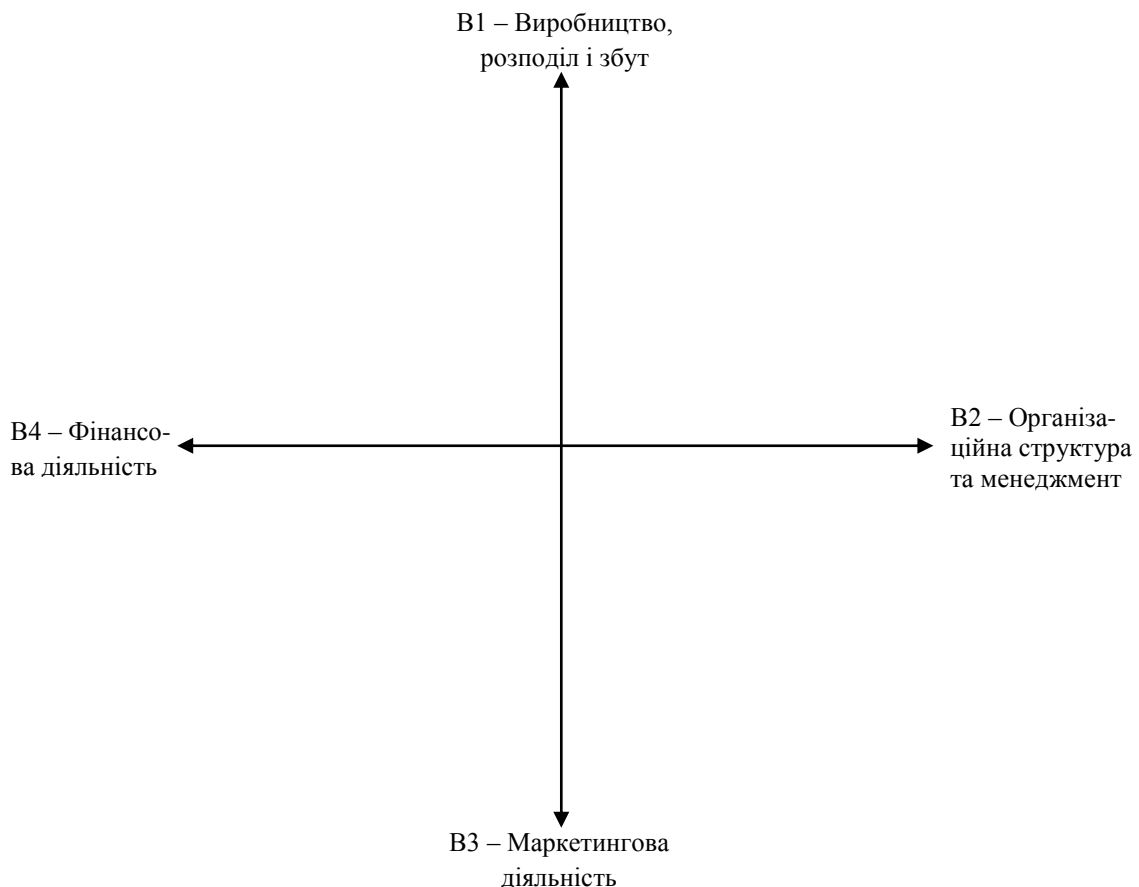 В1 – Виробництво,
розподіл і збут
В4 – Фінансо-
ва діяльність
В2 – Організа-
ційна структура
та менеджмент
В3 – Маркетингова
діяльність